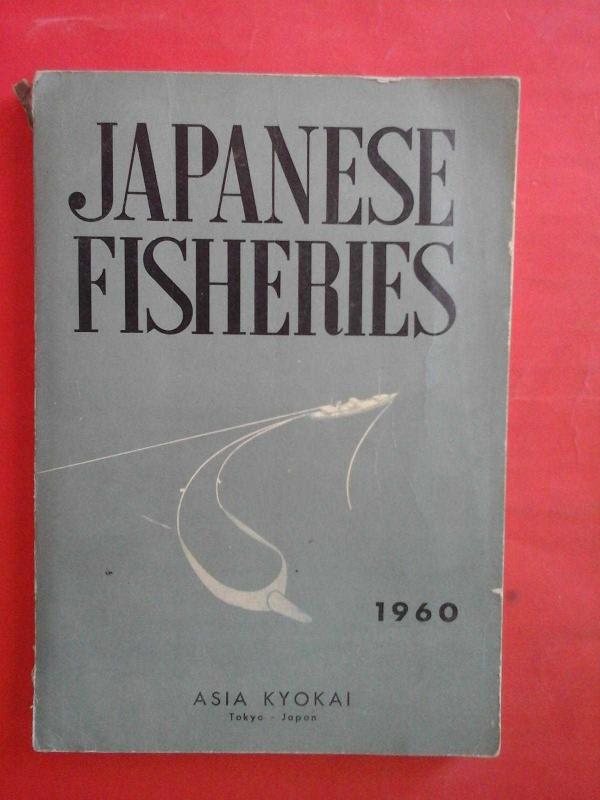 JAPANESE
FISHERIES
1960
ASIA KYOKAI
Tokyo - Japan